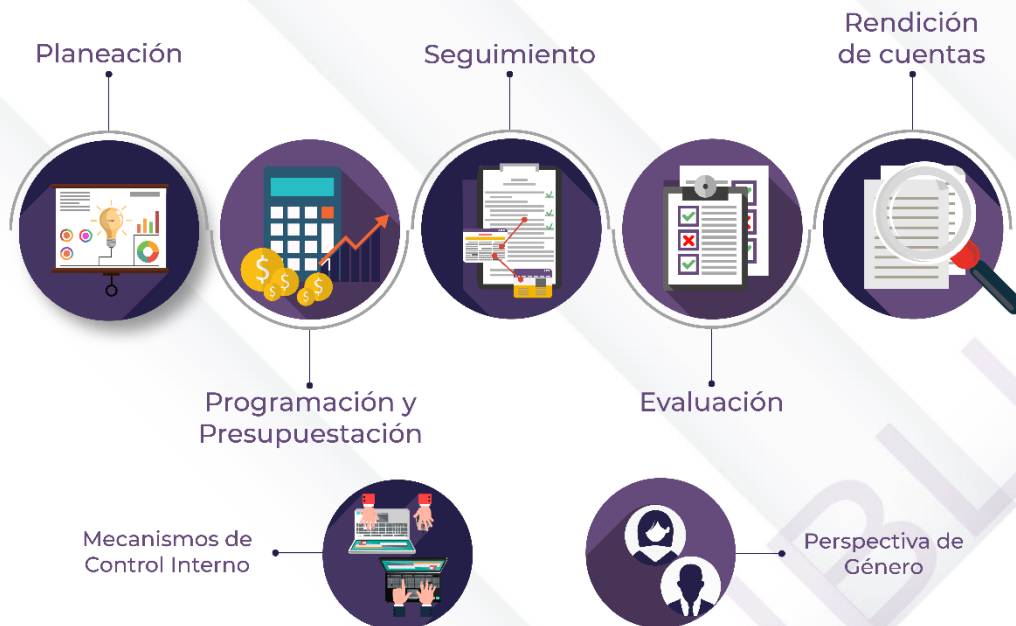 Planeación
Seguimiento
Rendición
de cuentas
Programación y
Presupuestación
Evaluación
Mecanismos de
Control Interno
Perspectiva de
Género